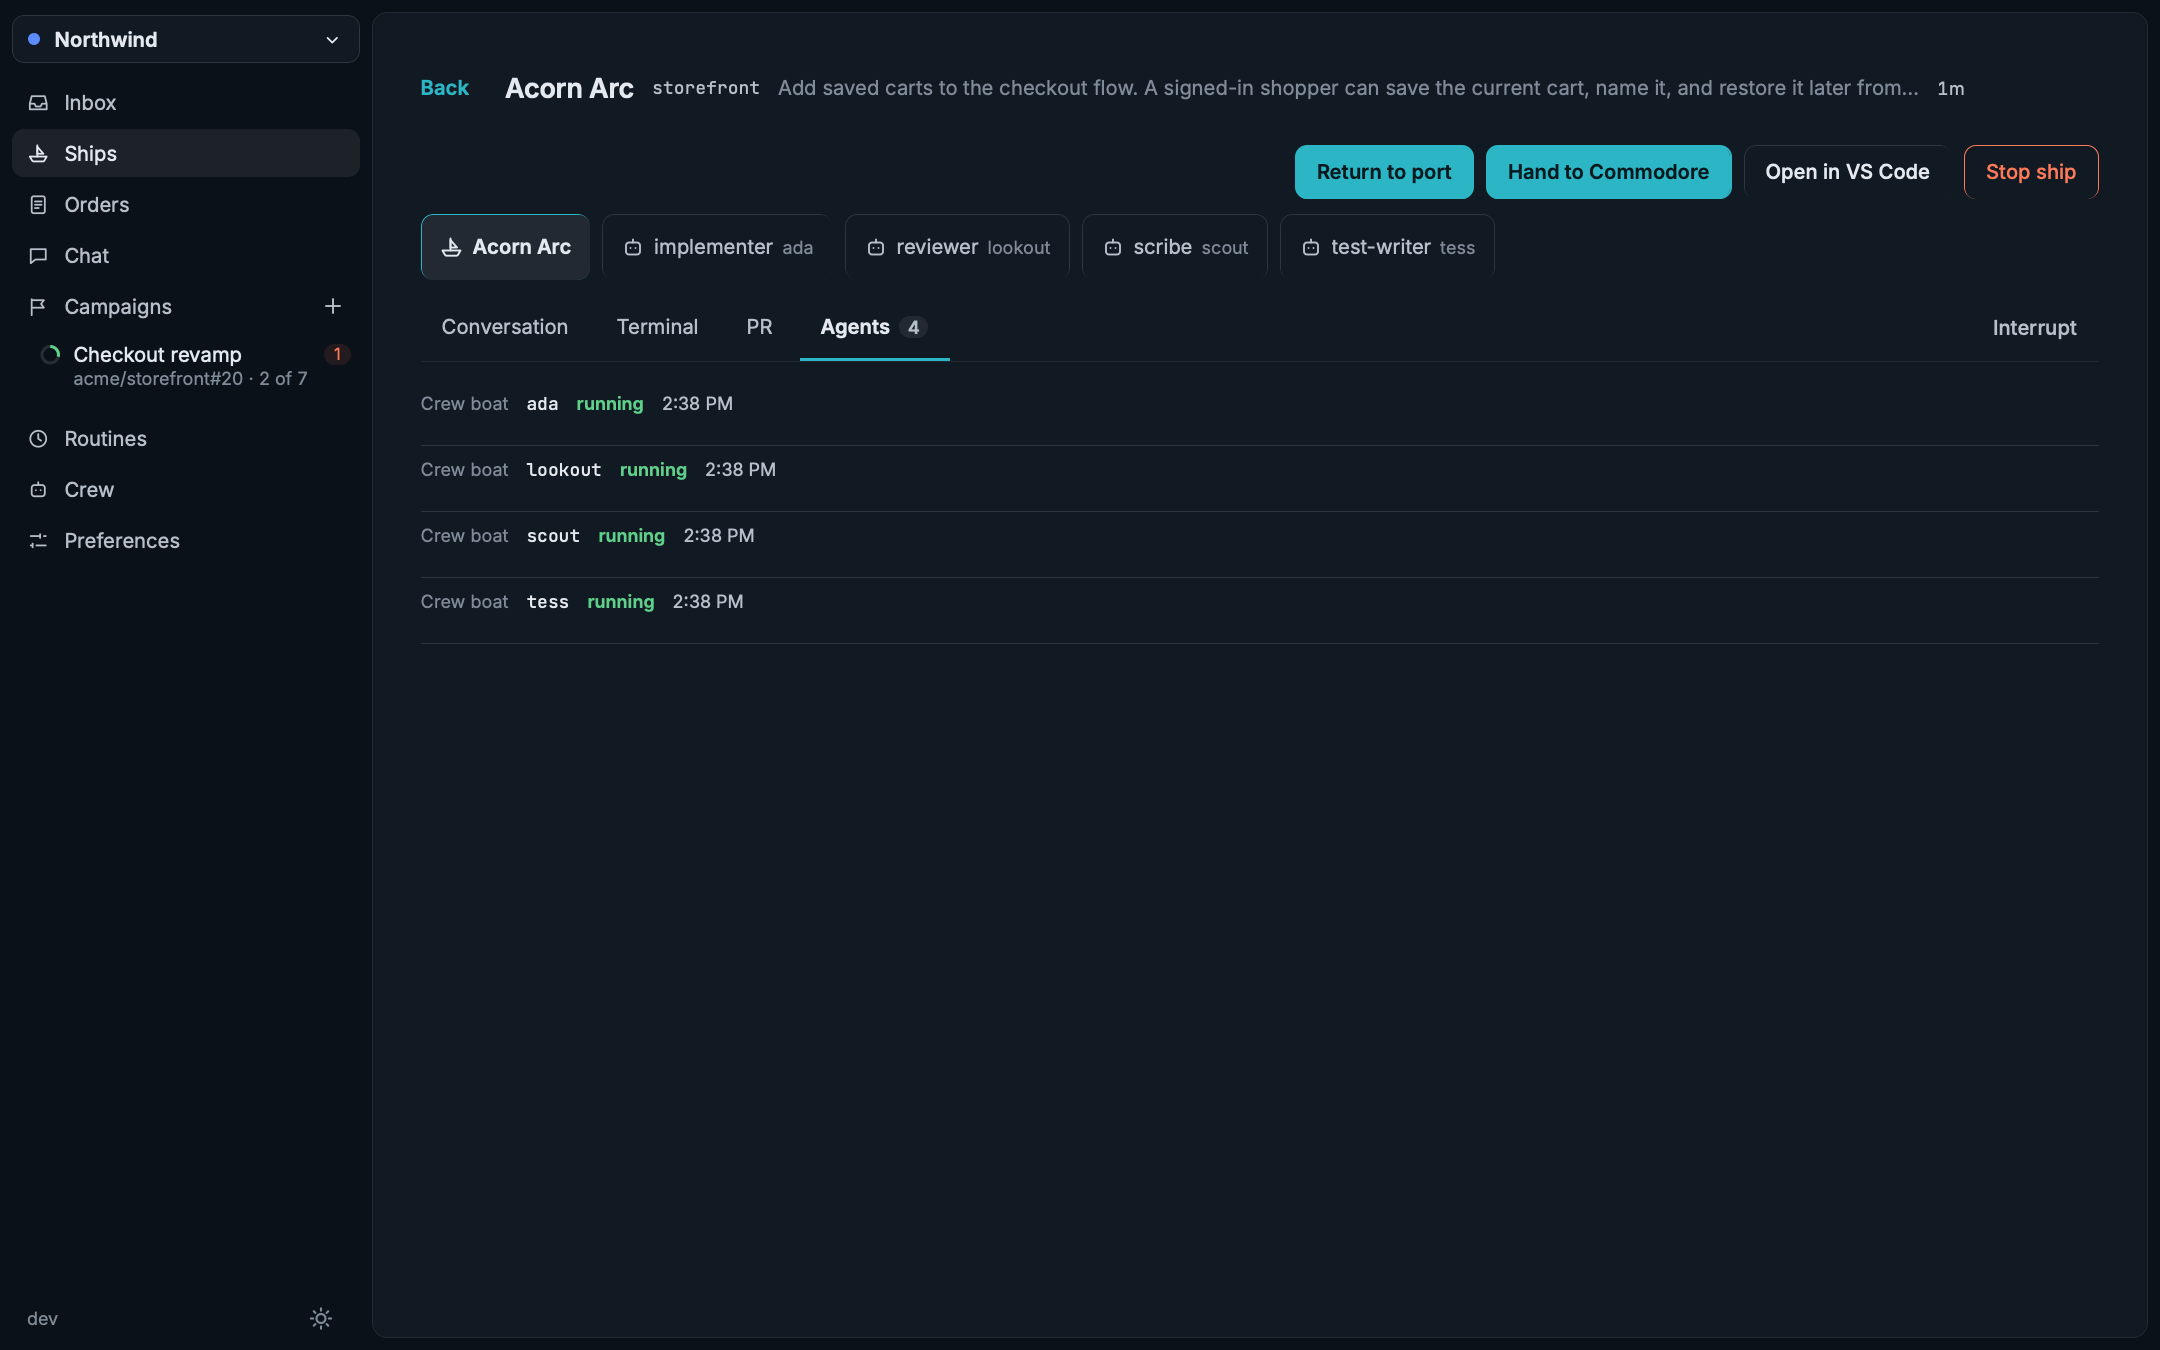 Northwind
Inbox
Ships
Orders
Chat
Campaigns
Checkout revamp 1
acme/storefront#20 · 2 of 7
Routines
Crew
Preferences
dev
Back Acorn Arc storefront Add saved carts to the checkout flow. A signed-in shopper can save the current cart, name it, and restore it later from... 1m
Return to port Hand to Commodore Open in VS Code Stop ship
Acorn Arc implementer ada reviewer lookout scribe scout test-writer tess
Conversation Terminal PR Agents 4 Interrupt
Crew boat ada running 2:38 PM
Crew boat lookout running 2:38 PM
Crew boat scout running 2:38 PM
Crew boat tess running 2:38 PM